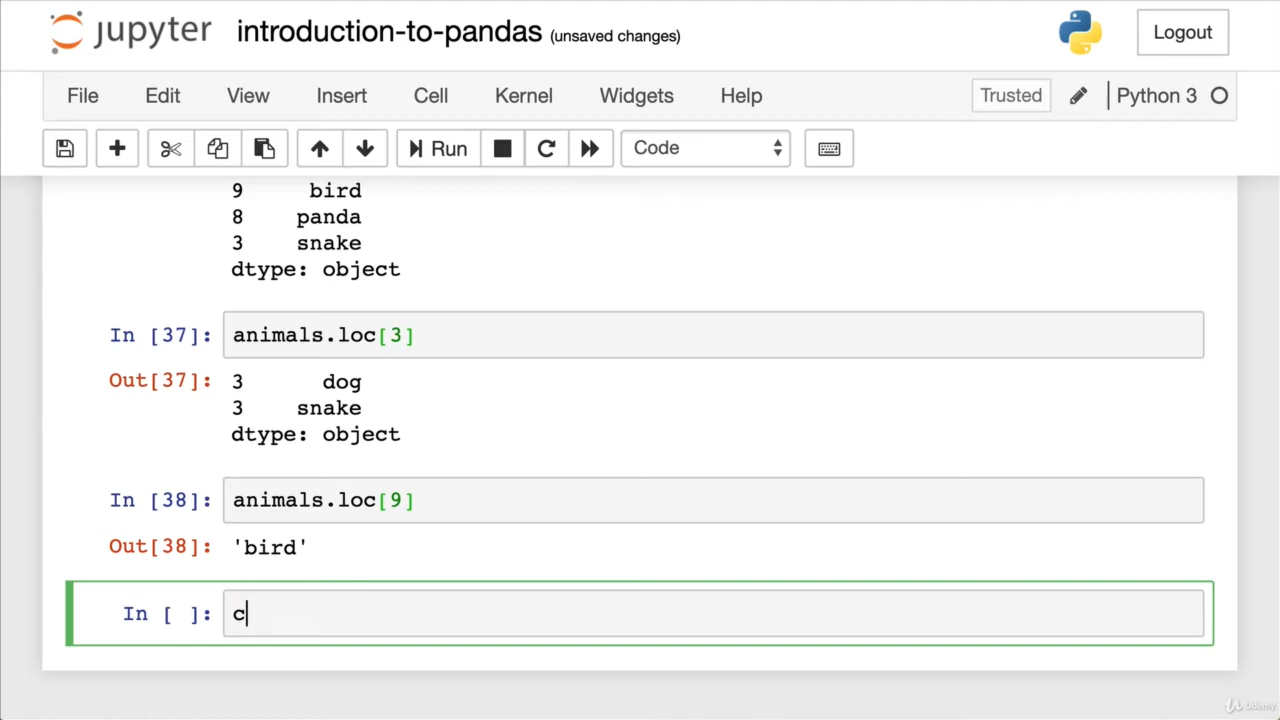 jupyter introduction-to-pandas (unsaved changes) Logout
File Edit View Insert Cell Kernel Widgets Help Trusted Python 3
Run Code
9 bird
8 panda
3 snake
dtype: object
In [37]: animals.loc[3]
Out[37]: 3 dog
3 snake
dtype: object
In [38]: animals.loc[9]
Out[38]: 'bird'
In [ ]: c
Udemy